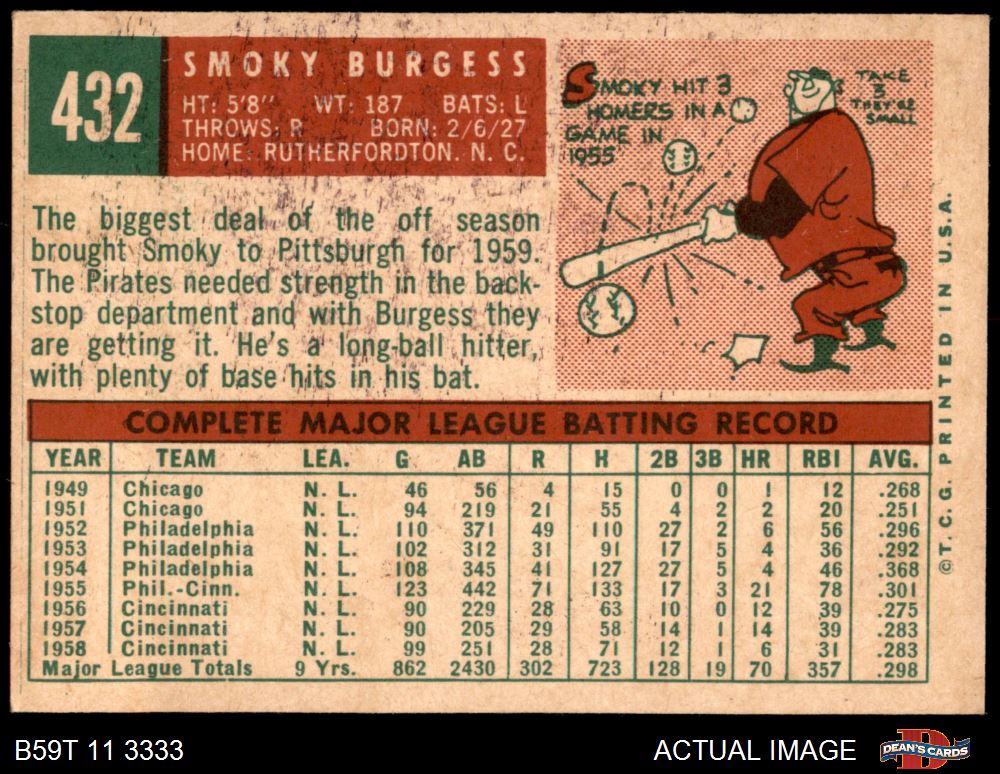 432
SMOKY BURGESS
HT: 5'8" WT: 187 BATS: L
THROWS: R BORN: 2/6/27
HOME: RUTHERFORDTON. N. C.
SMOKY HIT 3
HOMERS IN A
GAME IN
1955
TAKE
3
THEY'RE
SMALL
The biggest deal of the off season
brought Smoky to Pittsburgh for 1959.
The Pirates needed strength in the back-
stop department and with Burgess they
are getting it. He's a long-ball hitter,
with plenty of base hits in his bat.
COMPLETE MAJOR LEAGUE BATTING RECORD
YEAR TEAM LEA. G AB R H 2B 3B HR RBI AVG.
1949 Chicago N. L. 46 56 4 15 0 0 1 12 .268
1951 Chicago N. L. 94 219 21 55 4 2 2 20 .251
1952 Philadelphia N. L. 110 371 49 110 27 2 6 56 .296
1953 Philadelphia N. L. 102 312 31 91 17 5 4 36 .292
1954 Philadelphia N. L. 108 345 41 127 27 5 4 46 .368
1955 Phil.-Cinn. N. L. 123 442 71 133 17 3 21 78 .301
1956 Cincinnati N. L. 90 229 28 63 10 0 12 39 .275
1957 Cincinnati N. L. 90 205 29 58 14 1 14 39 .283
1958 Cincinnati N. L. 99 251 28 71 12 1 6 31 .283
Major League Totals 9 Yrs. 862 2430 302 723 128 19 70 357 .298
©T. C. G. PRINTED IN U.S.A.
B59T 11 3333
ACTUAL IMAGE
DEAN'S CARDS